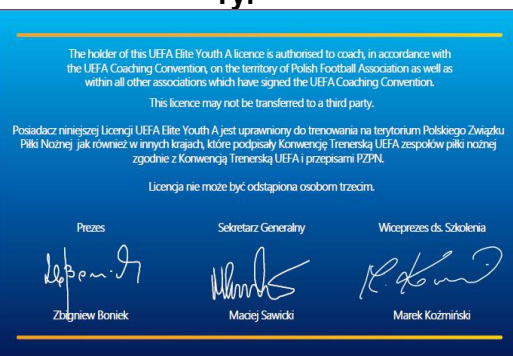 The holder of this UEFA Elite Youth A licence is authorised to coach, in accordance with
the UEFA Coaching Convention, on the territory of Polish Football Association as well as
within all other associations which have signed the UEFA Coaching Convention.
This licence may not be transferred to a third party.
Posiadacz niniejszej Licencji UEFA Elite Youth A jest uprawniony do trenowania na terytorium Polskiego Związku
Piłki Nożnej jak również w innych krajach, które podpisały Konwencję Trenerską UEFA zespołów piłki nożnej
zgodnie z Konwencją Trenerską UEFA i przepisami PZPN.
Licencja nie może być odstąpiona osobom trzecim.
Prezes Sekretarz Generalny Wiceprezes ds. Szkolenia
Zbigniew Boniek Maciej Sawicki Marek Koźmiński